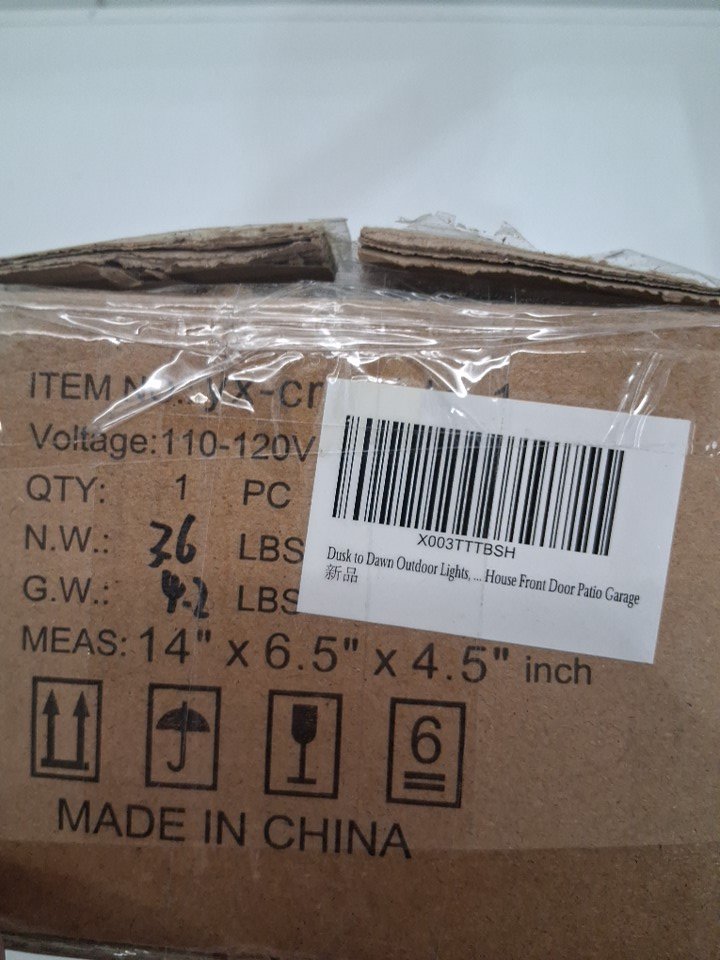 ITEM NO.:
Voltage:110-120V
QTY: 1 PC
N.W.: 36 LBS
G.W.: 4.2 LBS
MEAS: 14" x 6.5" x 4.5" inch
X003TTTBSH
Dusk to Dawn Outdoor Lights, ... House Front Door Patio Garage
新品
6
MADE IN CHINA